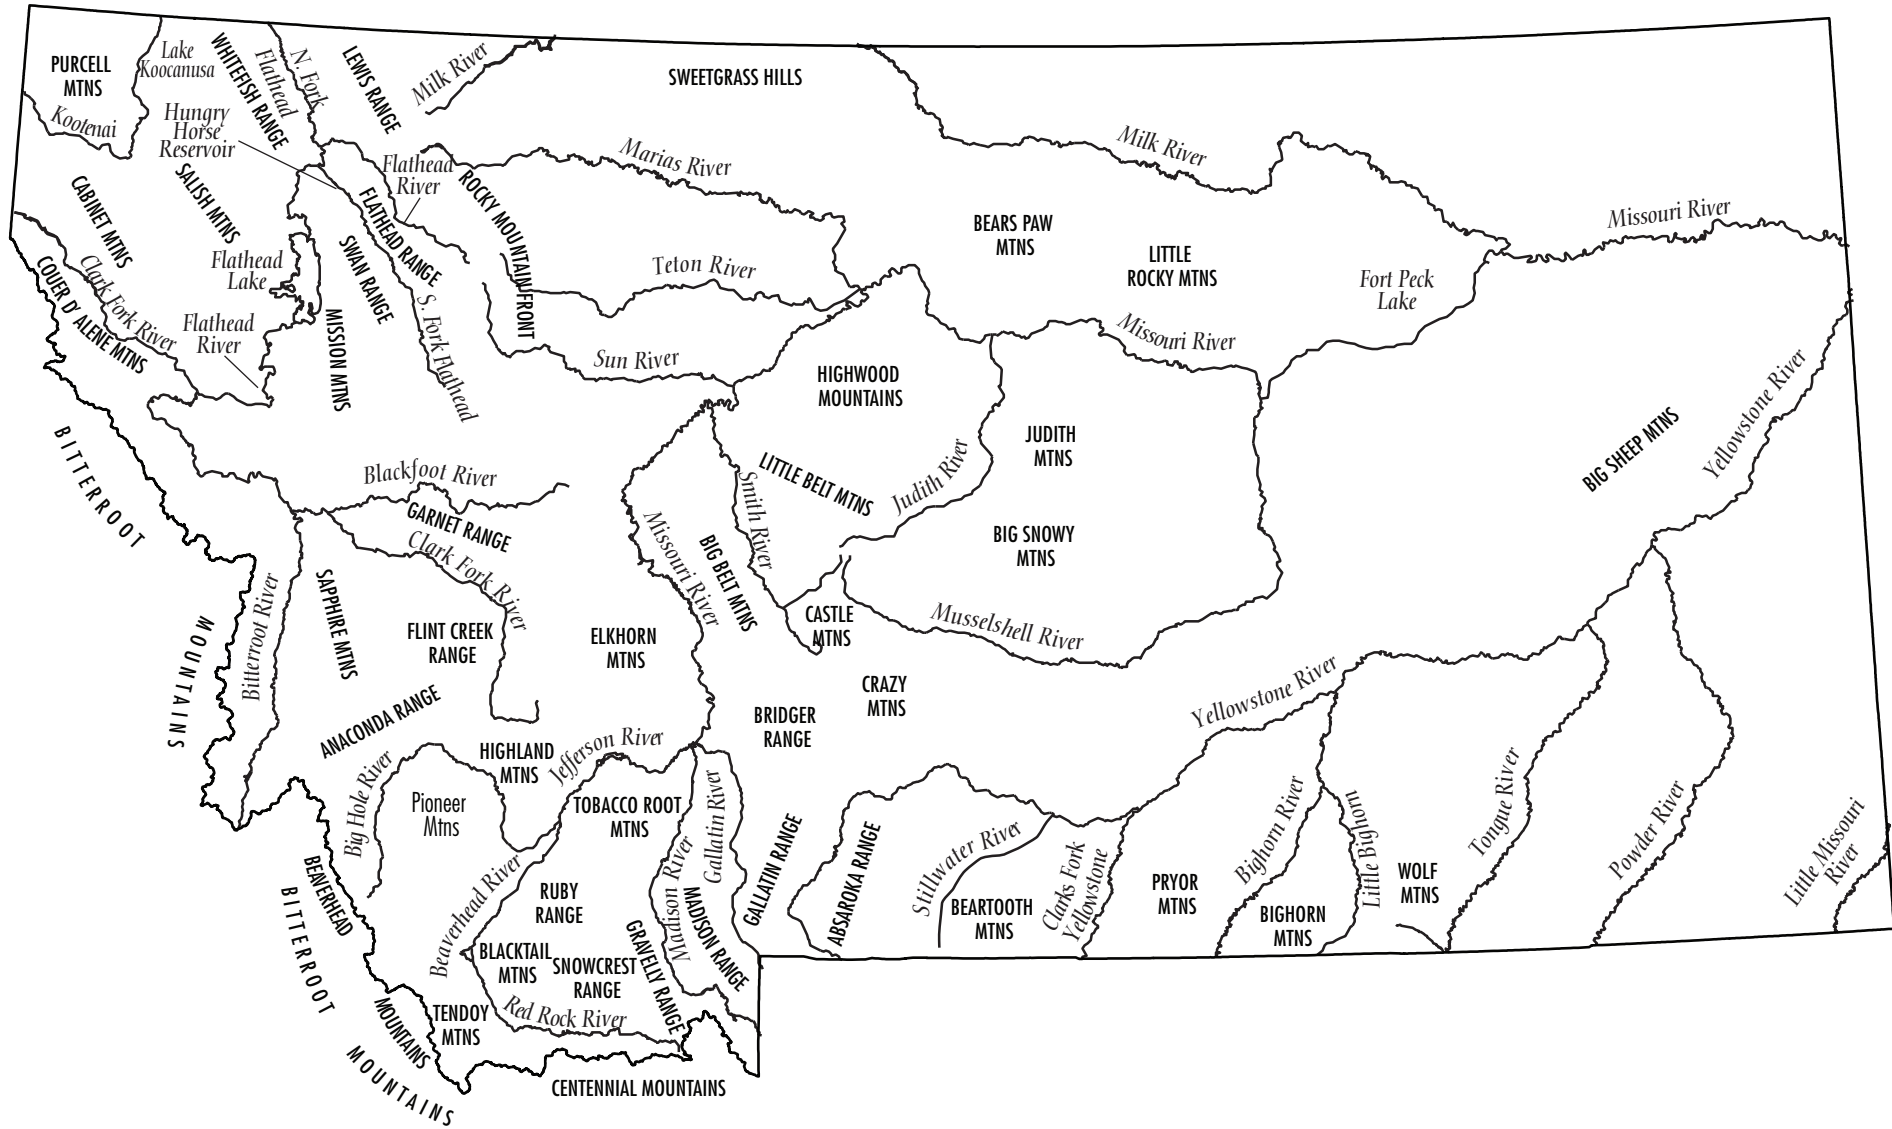 PURCELL
MTNS
Lake
Koocanusa
WHITEFISH RANGE
N. Fork
Flathead
LEWIS RANGE
Milk River
SWEETGRASS HILLS
Kootenai
Hungry
Horse
Reservoir
Flathead
River
Marias River
Milk River
CABINET MTNS
SALISH MTNS
FLATHEAD RANGE
ROCKY MOUNTAIN FRONT
BEARS PAW
MTNS
LITTLE
ROCKY MTNS
Missouri River
COUER D' ALENE MTNS
Clark Fork River
Flathead
Lake
SWAN RANGE
Teton River
Fort Peck
Lake
Flathead
River
MISSION MTNS
S. Fork Flathead
Sun River
Missouri River
HIGHWOOD
MOUNTAINS
Yellowstone River
BITTERROOT
MOUNTAINS
Blackfoot River
LITTLE BELT MTNS
Judith River
JUDITH
MTNS
BIG SHEEP MTNS
GARNET RANGE
Clark Fork River
Missouri River
Smith River
BIG BELT MTNS
BIG SNOWY
MTNS
Bitterroot River
SAPPHIRE MTNS
FLINT CREEK
RANGE
ELKHORN
MTNS
CASTLE
MTNS
Musselshell River
ANACONDA RANGE
BRIDGER
RANGE
CRAZY
MTNS
Yellowstone River
HIGHLAND
MTNS
Jefferson River
Big Hole River
Pioneer
Mtns
TOBACCO ROOT
MTNS
Gallatin River
Madison River
GALLATIN RANGE
ABSAROKA RANGE
Stillwater River
Clarks Fork
Yellowstone
Bighorn River
Little Bighorn
Tongue River
Powder River
Little Missouri
River
BEAVERHEAD
MOUNTAINS
BITTERROOT
MOUNTAINS
Beaverhead River
RUBY
RANGE
MADISON RANGE
BEARTOOTH
MTNS
PRYOR
MTNS
BIGHORN
MTNS
WOLF
MTNS
BLACKTAIL
MTNS
SNOWCREST
RANGE
GRAVELLY RANGE
TENDOY
MTNS
Red Rock River
CENTENNIAL MOUNTAINS